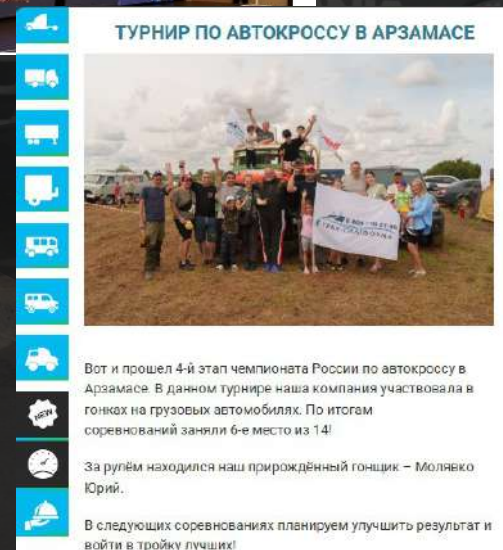 ТУРНИР ПО АВТОКРОССУ В АРЗАМАСЕ
NEW
Вот и прошел 4-й этап чемпионата России по автокроссу в
Арзамасе. В данном турнире наша компания участвовала в
гонках на грузовых автомобилях. По итогам
соревнований заняли 6-е место из 14!
За рулём находился наш прирождённый гонщик – Молявко
Юрий.
В следующих соревнованиях планируем улучшить результат и
войти в тройку лучших!